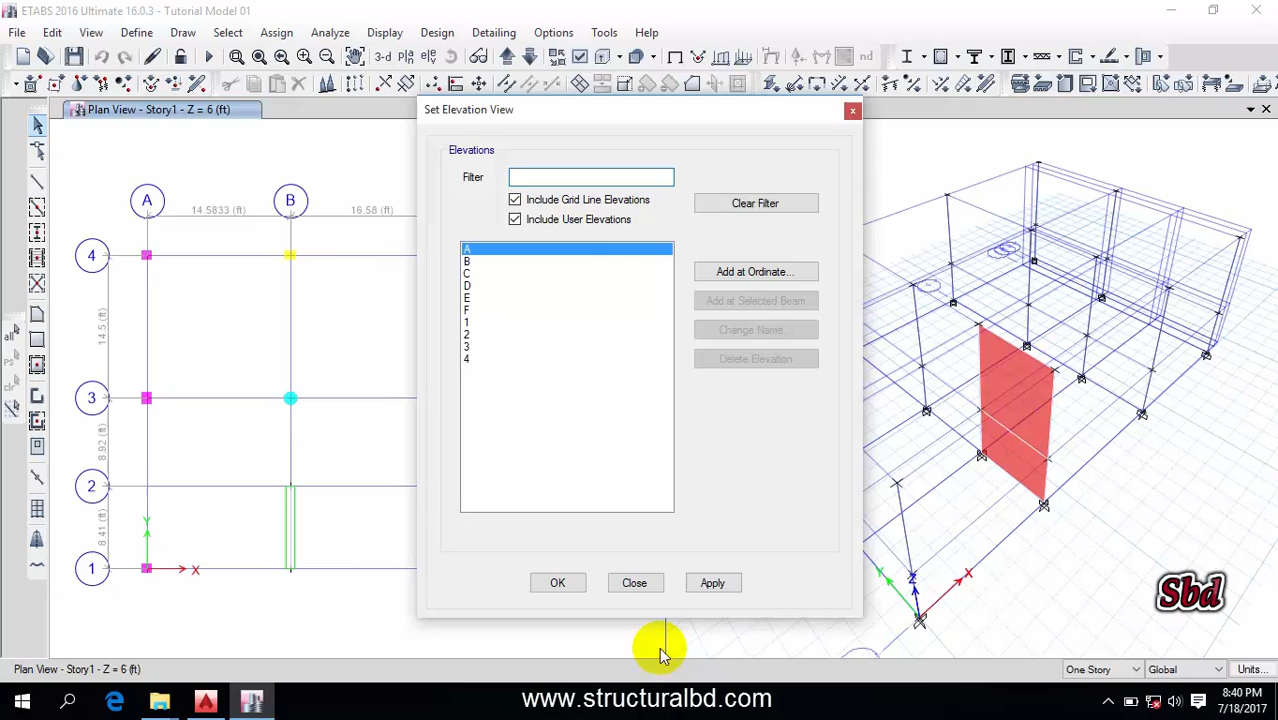 ETABS 2016 Ultimate 16.0.3 - Tutorial Model 01
File Edit View Define Draw Select Assign Analyze Display Design Detailing Options Tools Help
3-d
Plan View - Story1 - Z = 6 (ft)
Set Elevation View
Elevations
Filter
Include Grid Line Elevations
Clear Filter
Include User Elevations
A
B
C
D
E
F
1
2
3
4
Add at Ordinate...
Add at Selected Beam
Change Name...
Delete Elevation
OK Close Apply
all
PS
clr
A B
14.5833 (ft) 16.58 (ft)
4
14.5 (ft)
3
8.92 (ft)
2
8.41 (ft)
1
Y
X
Y
Z
X
Sbd
Plan View - Story1 - Z = 6 (ft)
One Story Global Units...
www.structuralbd.com
8:40 PM
7/18/2017